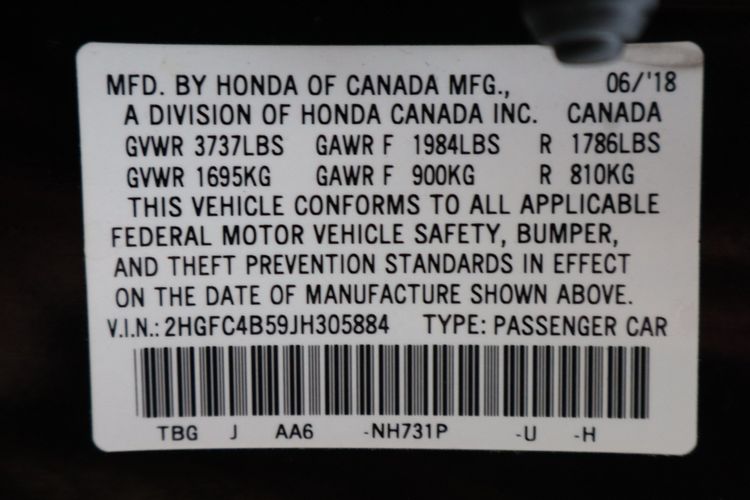 MFD. BY HONDA OF CANADA MFG., 06/'18
A DIVISION OF HONDA CANADA INC. CANADA
GVWR 3737LBS GAWR F 1984LBS R 1786LBS
GVWR 1695KG GAWR F 900KG R 810KG
THIS VEHICLE CONFORMS TO ALL APPLICABLE
FEDERAL MOTOR VEHICLE SAFETY, BUMPER,
AND THEFT PREVENTION STANDARDS IN EFFECT
ON THE DATE OF MANUFACTURE SHOWN ABOVE.
V.I.N.: 2HGFC4B59JH305884 TYPE: PASSENGER CAR
TBG J AA6 -NH731P -U -H